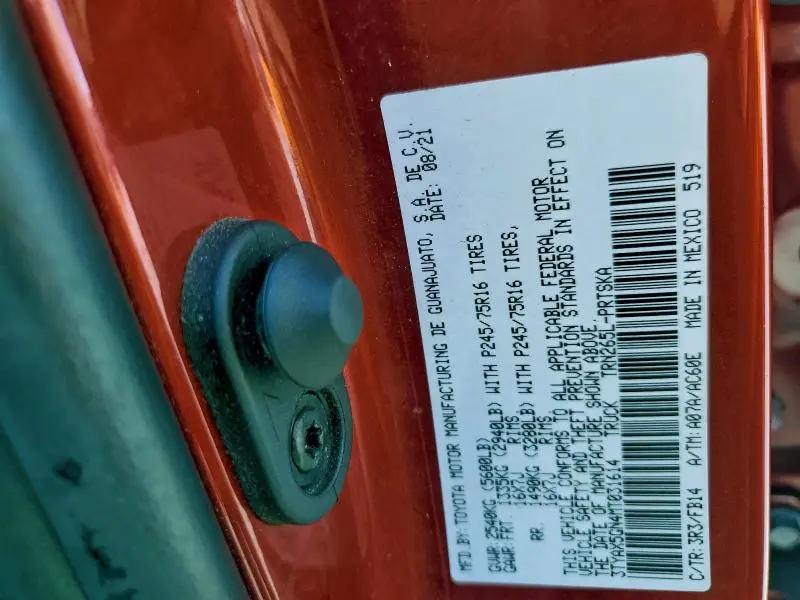 MFD.BY:TOYOTA MOTOR MANUFACTURING DE GUANAJUATO, S.A. DE C.V.
DATE: 08/21
GVWR:2540KG (5600LB)
GAWR:FRT. 1335KG (2940LB) WITH P245/75R16 TIRES
16X7J RIMS
RR. 1490KG (3280LB) WITH P245/75R16 TIRES,
16X7J RIMS
THIS VEHICLE CONFORMS TO ALL APPLICABLE FEDERAL MOTOR
VEHICLE SAFETY AND THEFT PREVENTION STANDARDS IN EFFECT ON
THE DATE OF MANUFACTURE SHOWN ABOVE.
3TYAX5GN4MT031614 TRUCK TRN265L-PRTSKA
C/TR:3R3/FB14 A/TM:A07A/AC60E MADE IN MEXICO 519